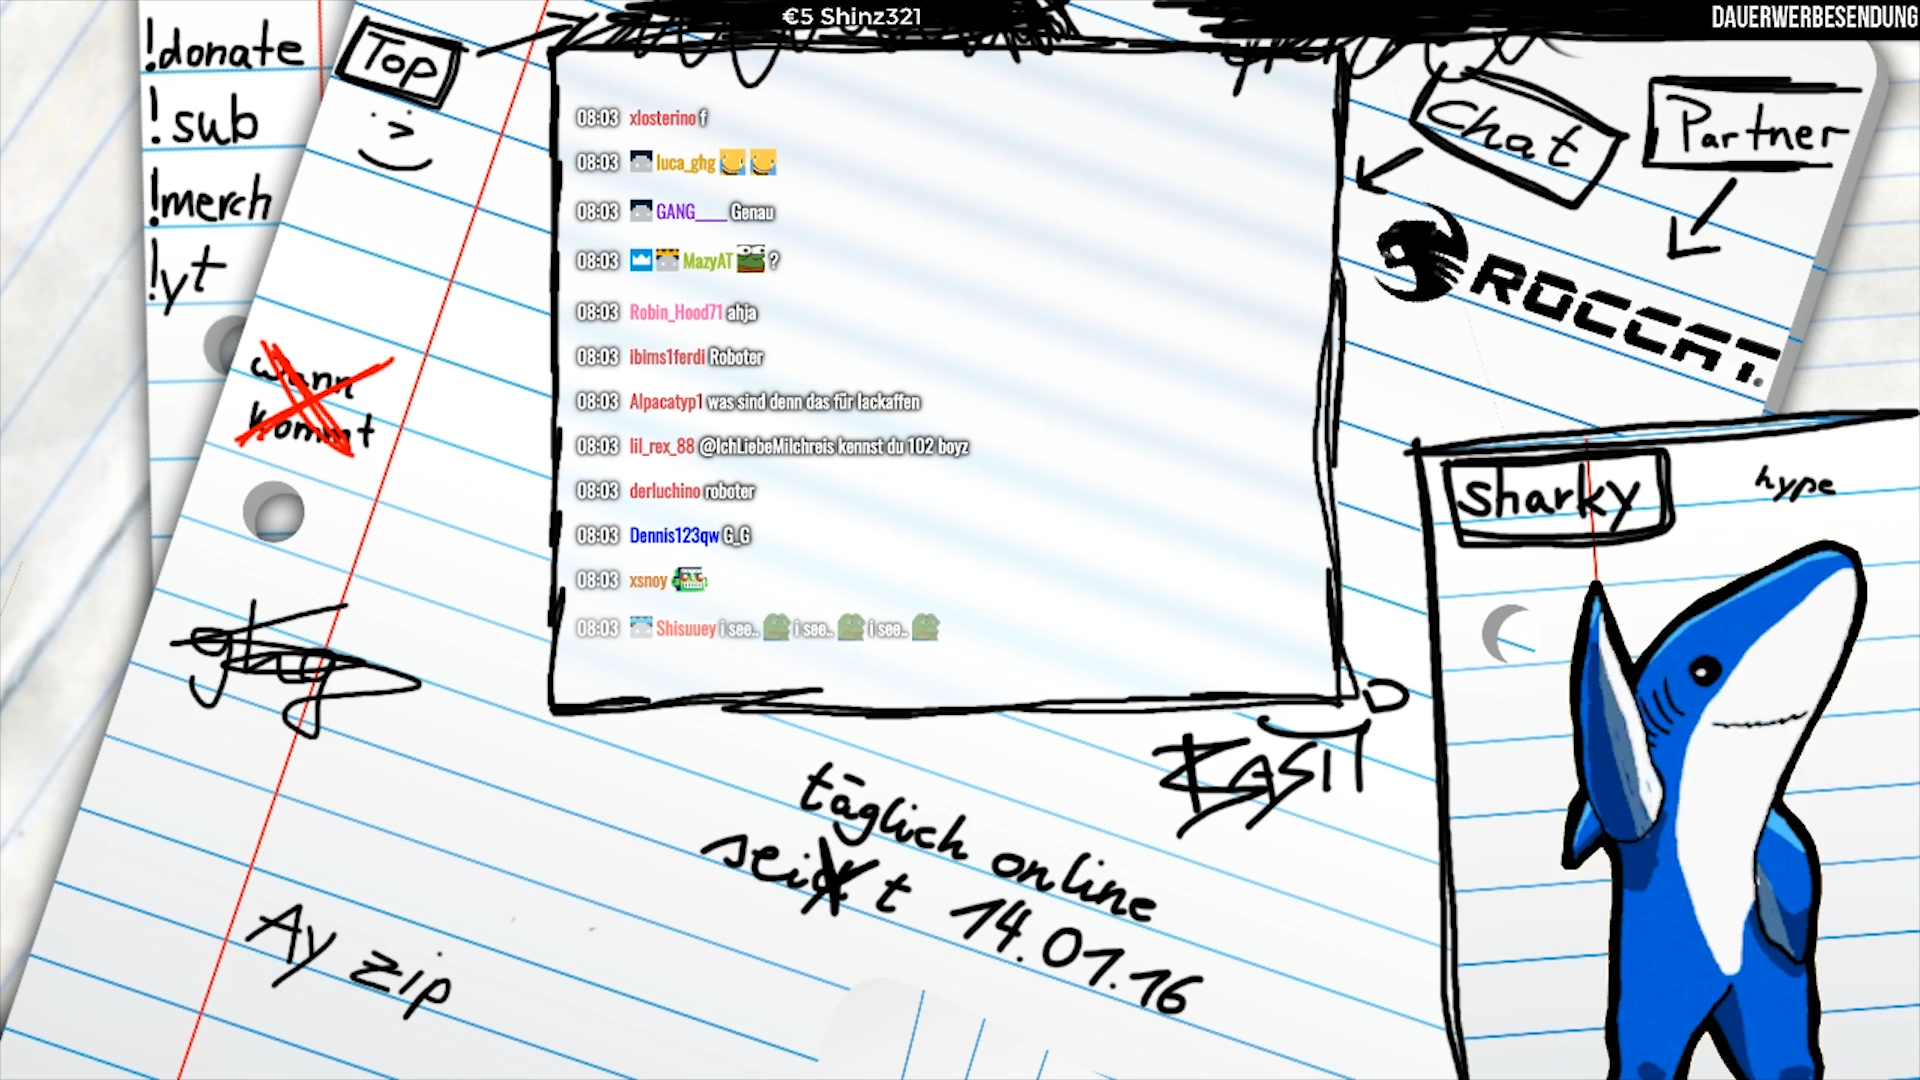 €5 Shinz321
DAUERWERBESENDUNG
!donate
!sub
!merch
!yt
Top
wann
kommt
Ay zip
08:03 xlosterino f
08:03 luca_ghg
08:03 GANG____ Genau
08:03 MazyAT ?
08:03 Robin_Hood71 ahja
08:03 ibims1ferdi Roboter
08:03 Alpacatyp1 was sind denn das für lackaffen
08:03 lil_rex_88 @IchLiebeMilchreis kennst du 102 boyz
08:03 derluchino roboter
08:03 Dennis123qw G_G
08:03 xsnoy
08:03 Shisuuey i see.. i see.. i see..
täglich online
seit 14.01.16
Chat
Partner
ROCCAT
sharky
hype